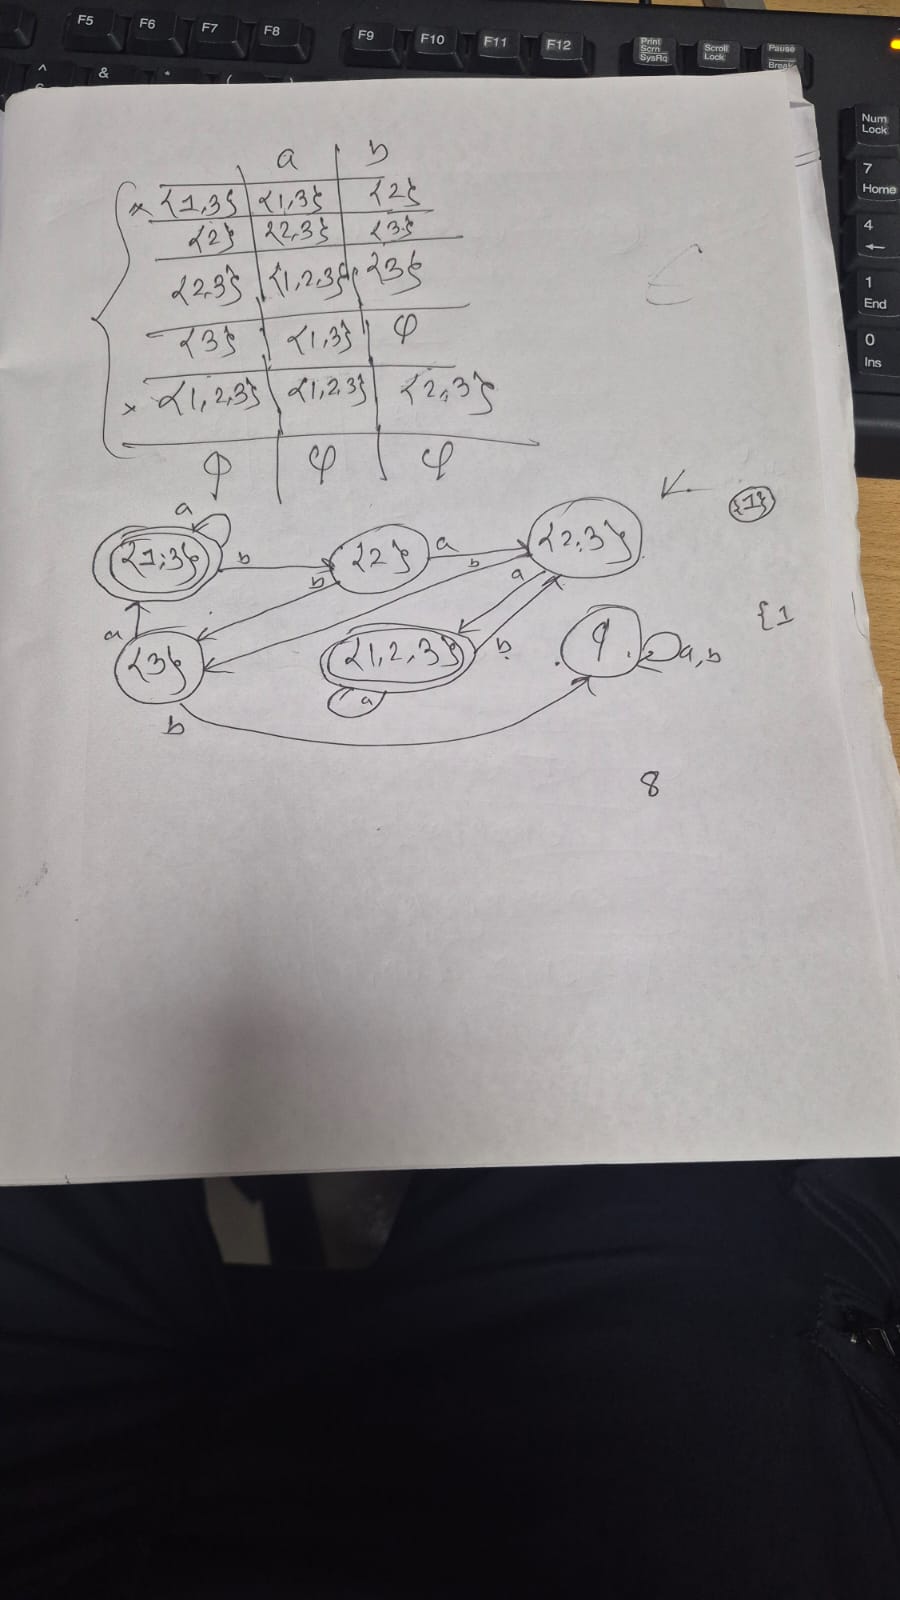 F5 F6 F7 F8 F9 F10 F11 F12 Print Scrn SysRq Scroll Lock Pause Break
^ & * ( )
Num Lock
7 Home
4 ←
1 End
0 Ins
a b
× {1,3} {1,3} {2}
{2} {2,3} {3}
{2,3} {1,2,3} {3}
{3} {1,3} φ
× {1,2,3} {1,2,3} {2,3}
φ φ φ
{1}
a
{1,3} b {2} a {2,3}
b b a
{1
a {3} {1,2,3} b φ a,b
a
b
8